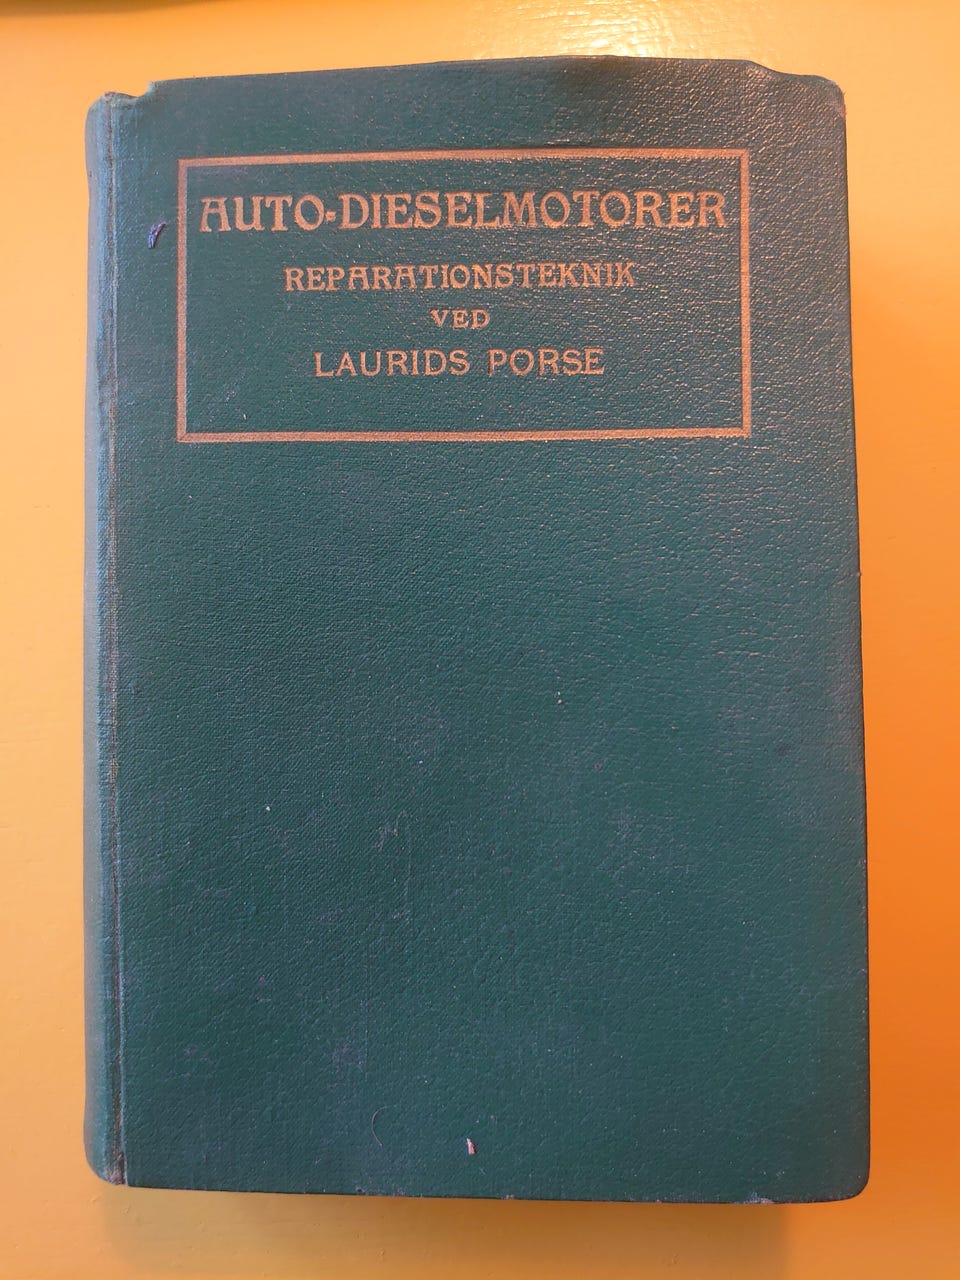 AUTO-DIESELMOTORER
REPARATIONSTEKNIK
VED
LAURIDS PORSE